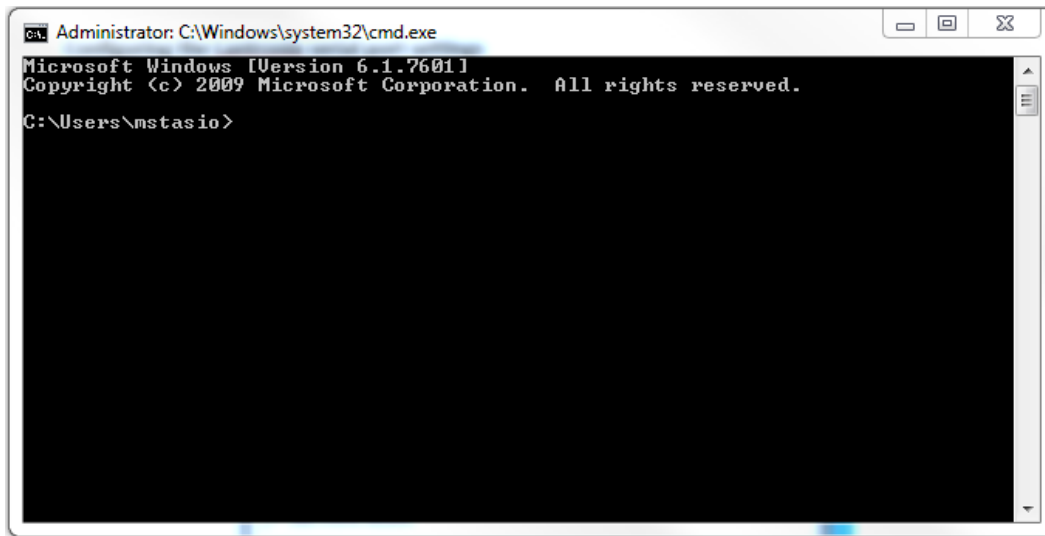 Administrator: C:\Windows\system32\cmd.exe
Microsoft Windows [Version 6.1.7601]
Copyright (c) 2009 Microsoft Corporation.  All rights reserved.
C:\Users\mstasio>